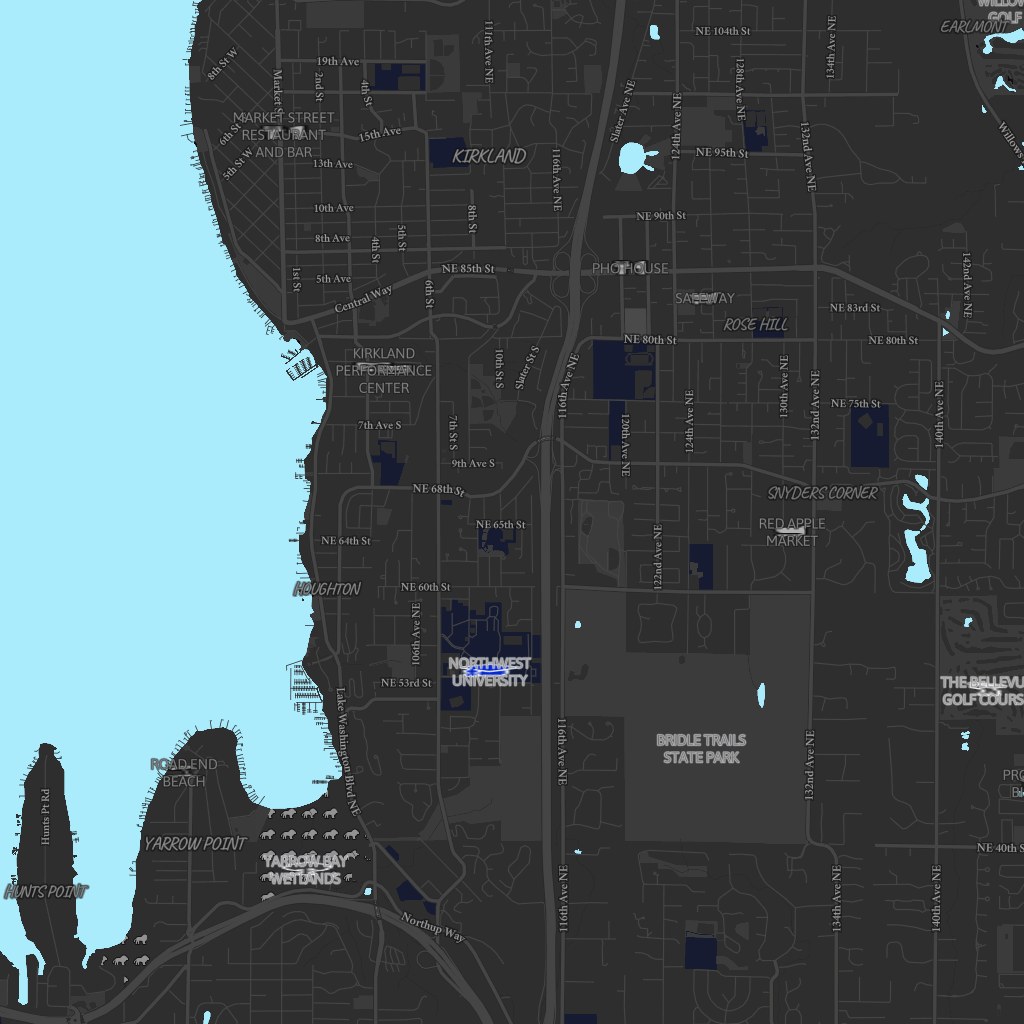 WILLOWS
GOLF
EARLMONT
NE 104th St
111th Ave NE
134th Ave NE
8th St W
19th Ave
128th Ave NE
Market St
2nd St
4th St
Slater Ave NE
MARKET STREET
RESTAURANT
AND BAR
6th St
15th Ave
124th Ave NE
132nd Ave NE
Willows
KIRKLAND
NE 95th St
5th St W
13th Ave
116th Ave NE
10th Ave
8th St
NE 90th St
8th Ave
5th St
4th St
142nd Ave NE
NE 85th St
PHO HOUSE
1st St
5th Ave
Central Way
6th St
SAFEWAY
NE 83rd St
ROSE HILL
NE 80th St
NE 80th St
KIRKLAND
PERFORMANCE
CENTER
10th St S
Slater St S
116th Ave NE
130th Ave NE
132nd Ave NE
140th Ave NE
NE 75th St
124th Ave NE
120th Ave NE
7th Ave S
7th St S
9th Ave S
NE 68th St
SNYDERS CORNER
NE 65th St
RED APPLE
MARKET
NE 64th St
122nd Ave NE
HOUGHTON
NE 60th St
106th Ave NE
NORTHWEST
UNIVERSITY
NE 53rd St
THE BELLEVU
GOLF COURS
Lake Washington Blvd NE
116th Ave NE
BRIDLE TRAILS
STATE PARK
132nd Ave NE
ROAD END
BEACH
Hunts Pt Rd
YARROW POINT
YARROW BAY
WETLANDS
NE 40th S
HUNTS POINT
116th Ave NE
134th Ave NE
140th Ave NE
Northup Way